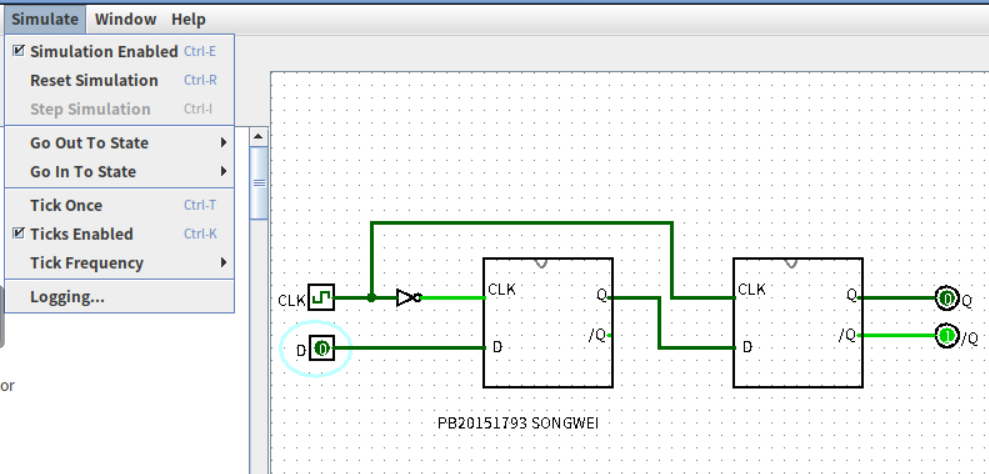 Simulate Window Help
Simulation Enabled Ctrl-E
Reset Simulation Ctrl-R
Step Simulation Ctrl-I
Go Out To State
Go In To State
Tick Once Ctrl-T
Ticks Enabled Ctrl-K
Tick Frequency
Logging...
or
CLK
D 0
CLK Q
/Q
D
CLK Q 0 Q
/Q 1 /Q
D
PB20151793 SONGWEI